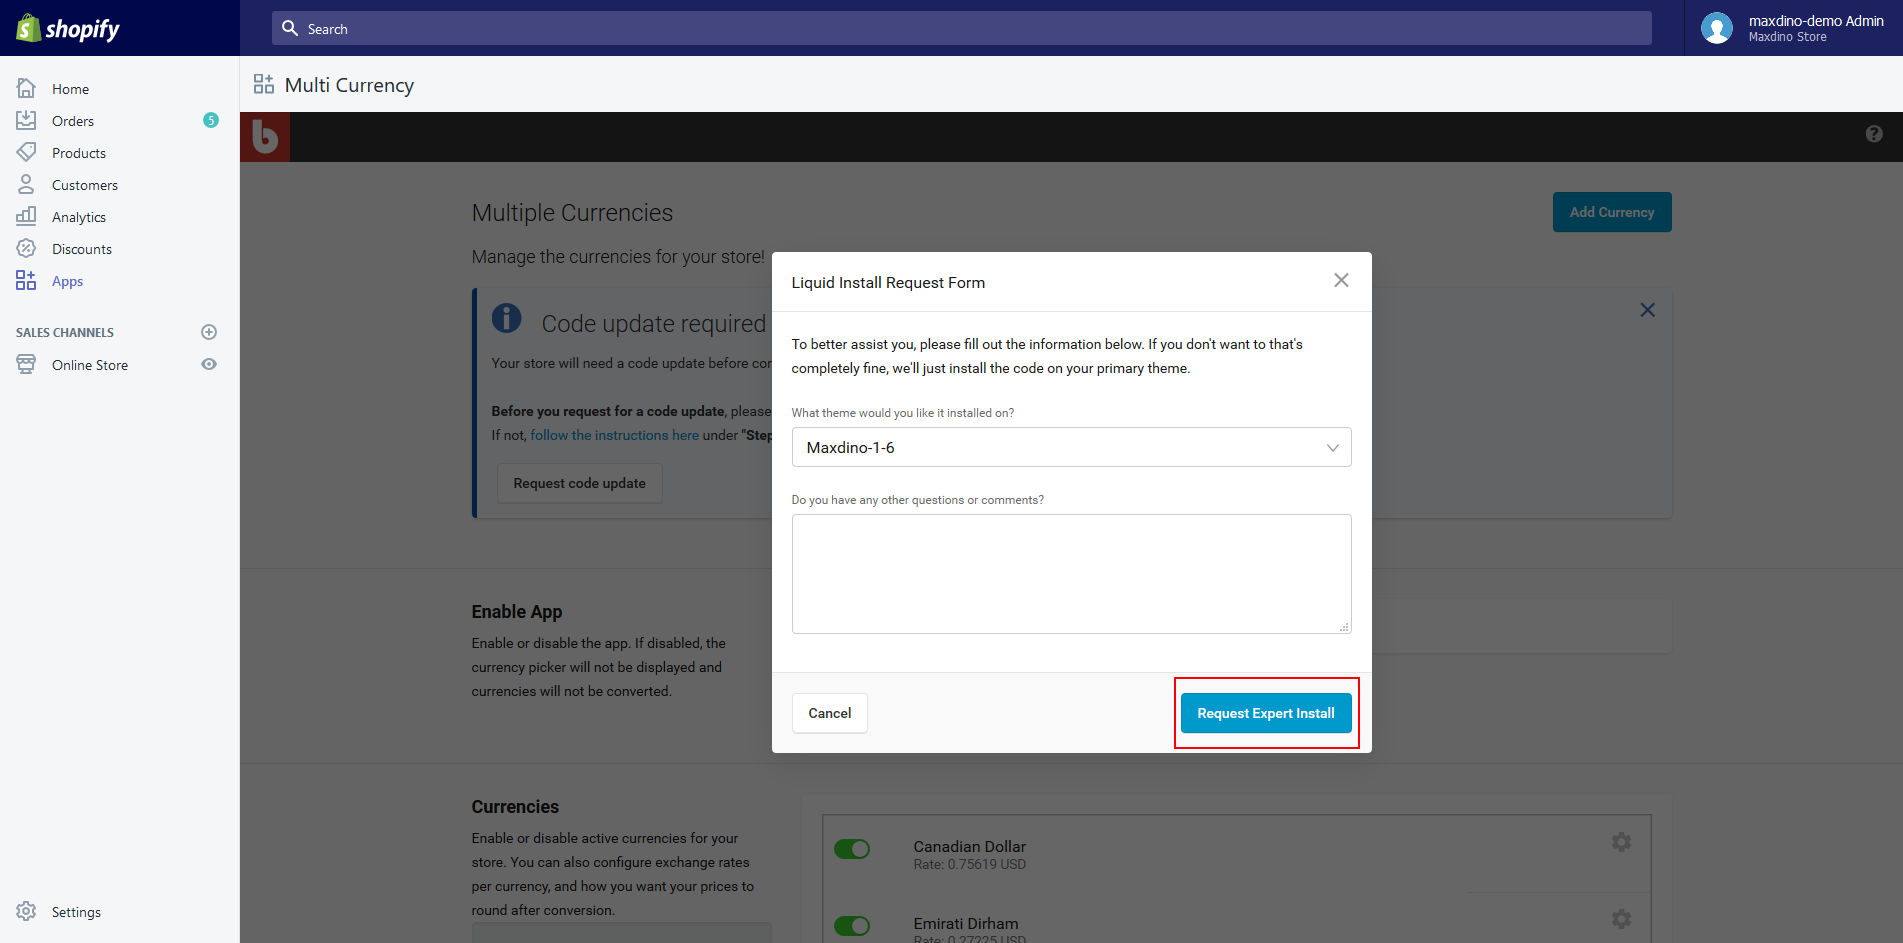 shopify
Search
maxdino-demo Admin
Maxdino Store
Home
Orders
5
Products
Customers
Analytics
Discounts
Apps
SALES CHANNELS
Online Store
Settings
Multi Currency
b
?
Multiple Currencies
Add Currency
Manage the currencies for your store!
Code update required
Your store will need a code update before con
Before you request for a code update, please
If not, follow the instructions here under "Step
Request code update
Liquid Install Request Form
To better assist you, please fill out the information below. If you don't want to that's
completely fine, we'll just install the code on your primary theme.
What theme would you like it installed on?
Maxdino-1-6
Do you have any other questions or comments?
Cancel
Request Expert Install
Enable App
Enable or disable the app. If disabled, the
currency picker will not be displayed and
currencies will not be converted.
Currencies
Enable or disable active currencies for your
store. You can also configure exchange rates
per currency, and how you want your prices to
round after conversion.
Canadian Dollar
Rate: 0.75619 USD
Emirati Dirham
Rate: 0.27225 USD